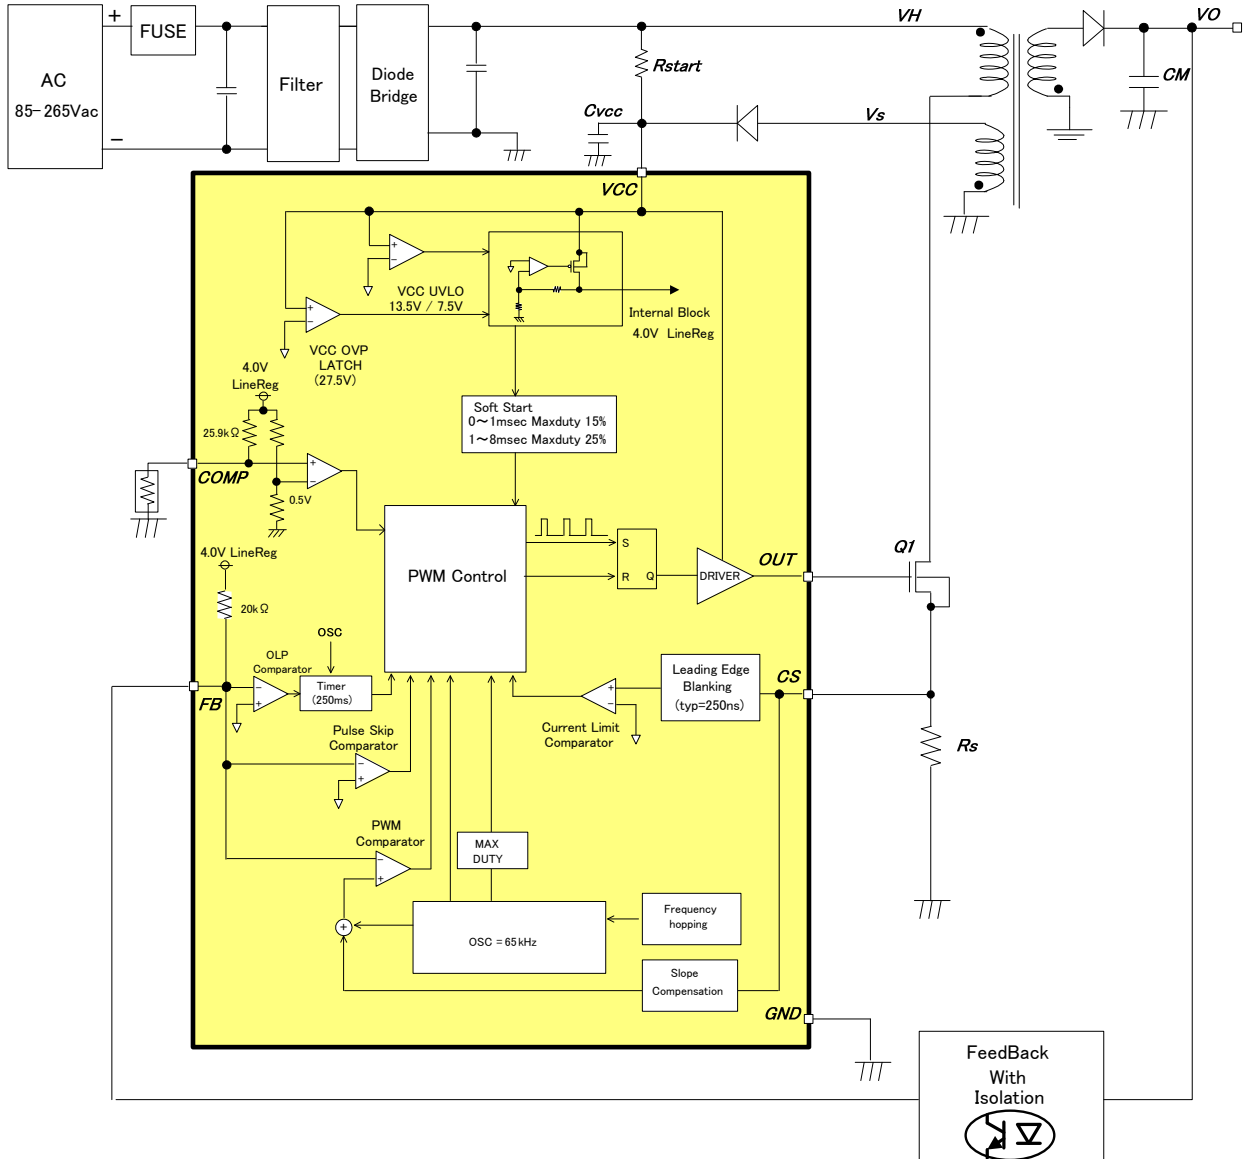 +
FUSE
VH
VO
AC
85-265Vac
Filter
Diode
Bridge
Rstart
CM
−
Cvcc
Vs
VCC
+
−
VCC UVLO
13.5V / 7.5V
+
−
Internal Block
4.0V LineReg
VCC OVP
LATCH
(27.5V)
4.0V
LineReg
Soft Start
0～1msec Maxduty 15%
1～8msec Maxduty 25%
25.9kΩ
COMP
+
−
0.5V
4.0V LineReg
PWM Control
S
R
Q
DRIVER
OUT
Q1
20kΩ
OSC
OLP
Comparator
Timer
(250ms)
−
+
FB
Leading Edge
Blanking
(typ=250ns)
CS
+
−
Current Limit
Comparator
Pulse Skip
Comparator
−
+
Rs
PWM
Comparator
−
+
MAX
DUTY
+
OSC = 65kHz
Frequency
hopping
Slope
Compensation
GND
FeedBack
With
Isolation